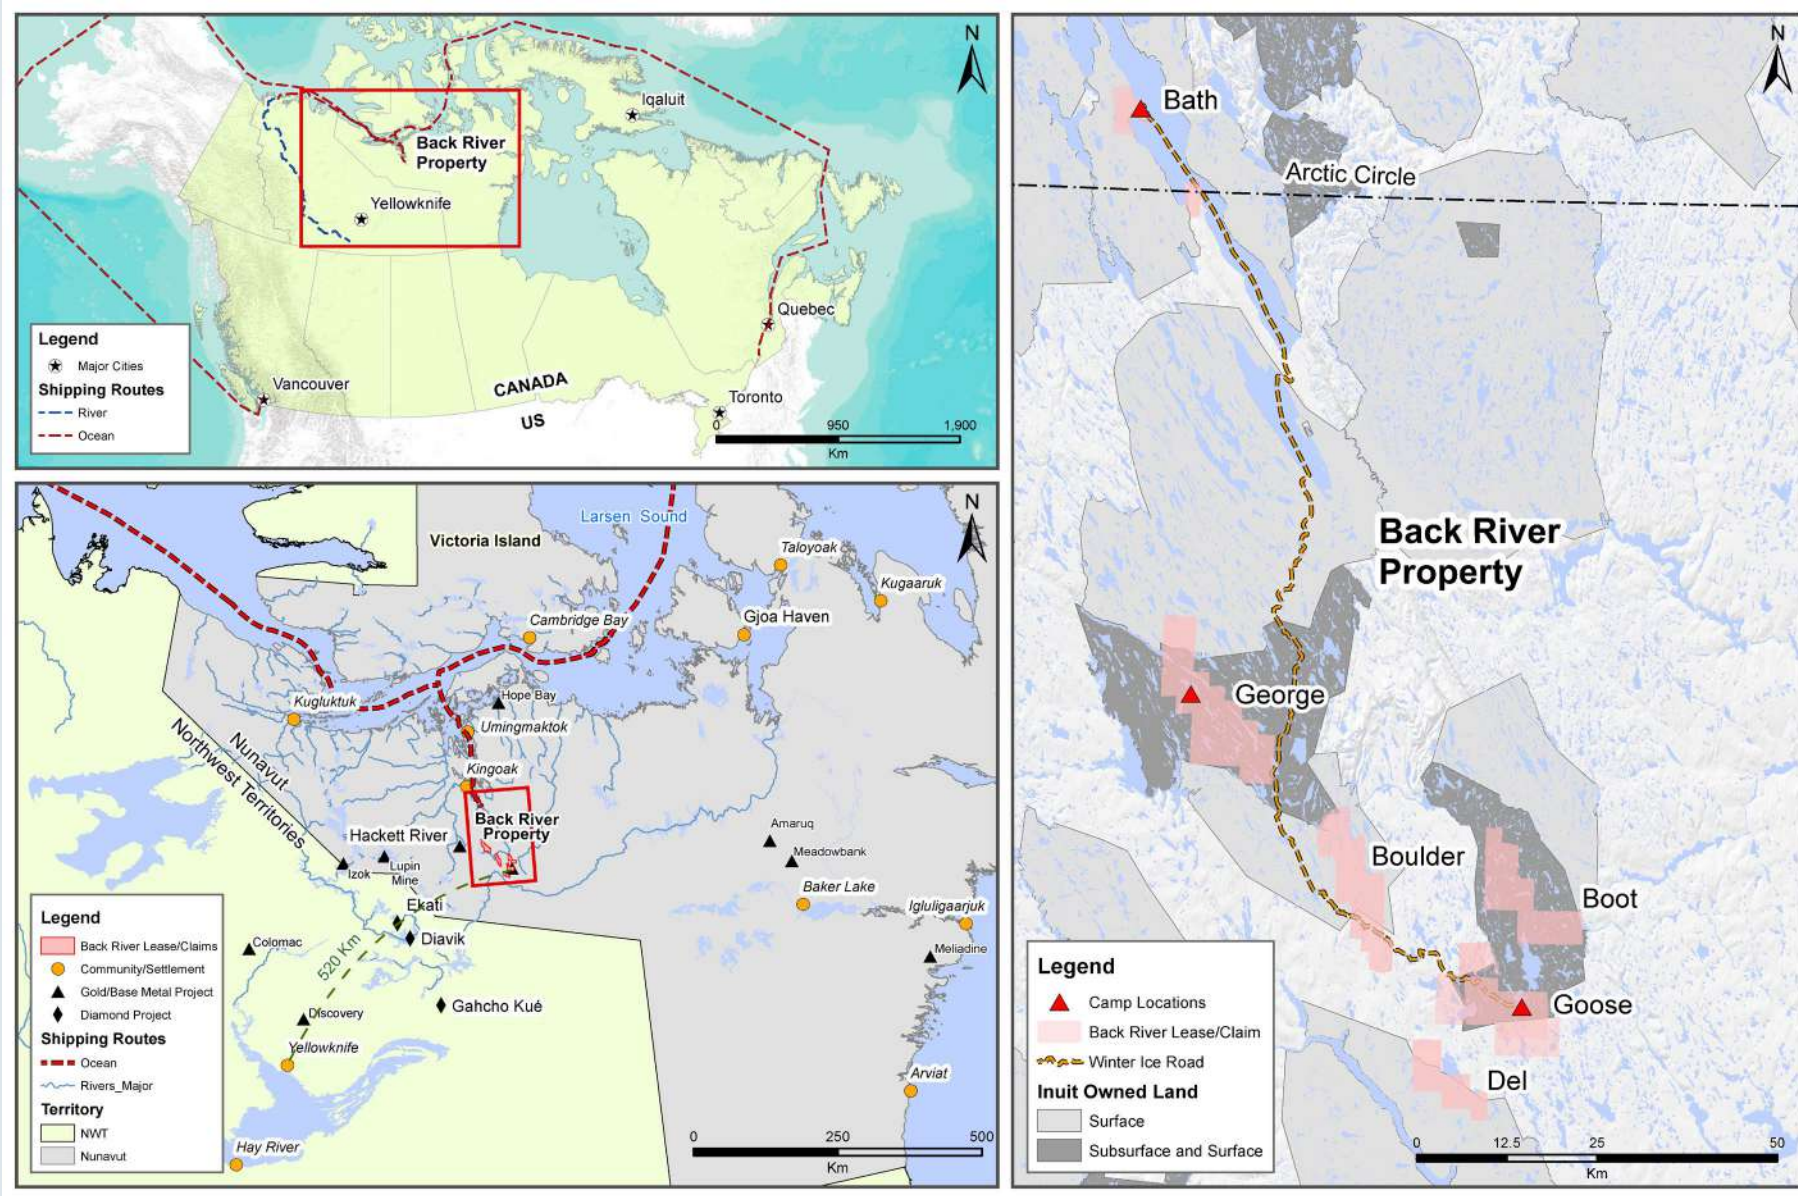 N
Iqaluit
Back River
Property
Yellowknife
Quebec
Legend
Major Cities
Shipping Routes
River
Ocean
Vancouver
CANADA
US
Toronto
0 950 1,900
Km
N
Larsen Sound
Victoria Island
Taloyoak
Kugaaruk
Cambridge Bay
Gjoa Haven
Hope Bay
Kugluktuk
Umingmaktok
Nunavut
Northwest Territories
Kingoak
Back River
Property
Hackett River
Amaruq
Meadowbank
Izok
Lupin
Mine
Baker Lake
Ekati
Igluligaarjuk
Diavik
Colomac
520 Km
Meliadine
Gahcho Kué
Discovery
Yellowknife
Arviat
Hay River
Legend
Back River Lease/Claims
Community/Settlement
Gold/Base Metal Project
Diamond Project
Shipping Routes
Ocean
Rivers_Major
Territory
NWT
Nunavut
0 250 500
Km
N
Bath
Arctic Circle
Back River
Property
George
Boulder
Boot
Goose
Del
Legend
Camp Locations
Back River Lease/Claim
Winter Ice Road
Inuit Owned Land
Surface
Subsurface and Surface
0 12.5 25 50
Km